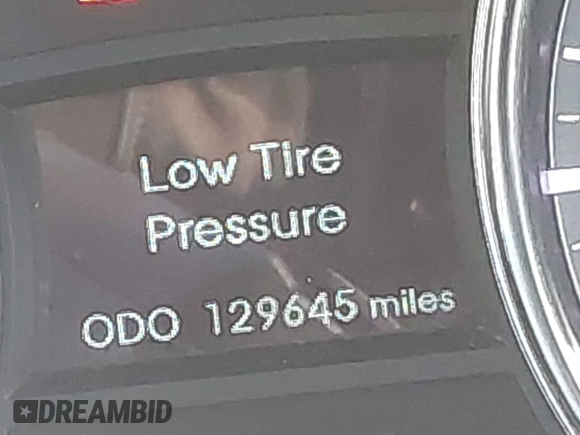 Low Tire
Pressure
ODO 129645 miles
DREAMBID